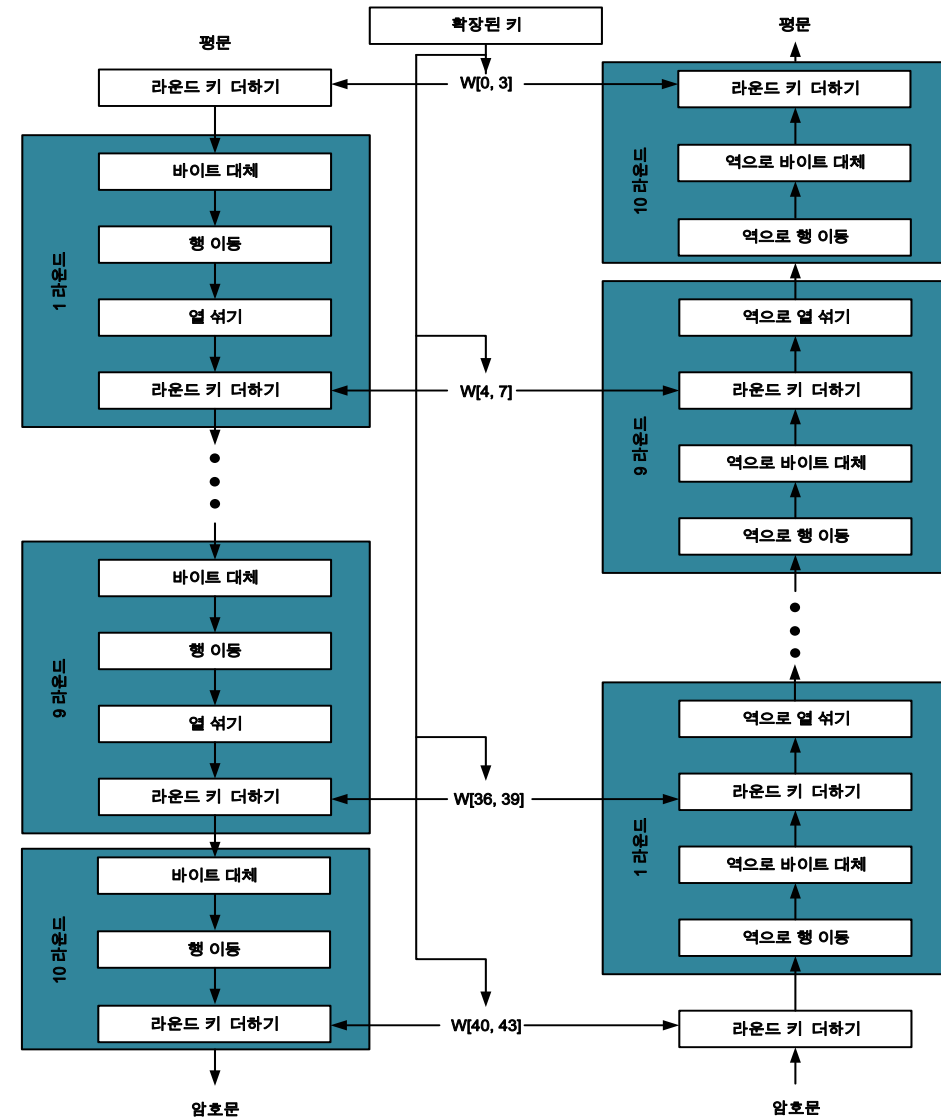 확장된 키
평문
라운드 키 더하기
1 라운드
바이트 대체
행 이동
열 섞기
라운드 키 더하기
9 라운드
바이트 대체
행 이동
열 섞기
라운드 키 더하기
10 라운드
바이트 대체
행 이동
라운드 키 더하기
암호문
W[0, 3]
W[4, 7]
W[36, 39]
W[40, 43]
평문
10 라운드
라운드 키 더하기
역으로 바이트 대체
역으로 행 이동
9 라운드
역으로 열 섞기
라운드 키 더하기
역으로 바이트 대체
역으로 행 이동
1 라운드
역으로 열 섞기
라운드 키 더하기
역으로 바이트 대체
역으로 행 이동
라운드 키 더하기
암호문